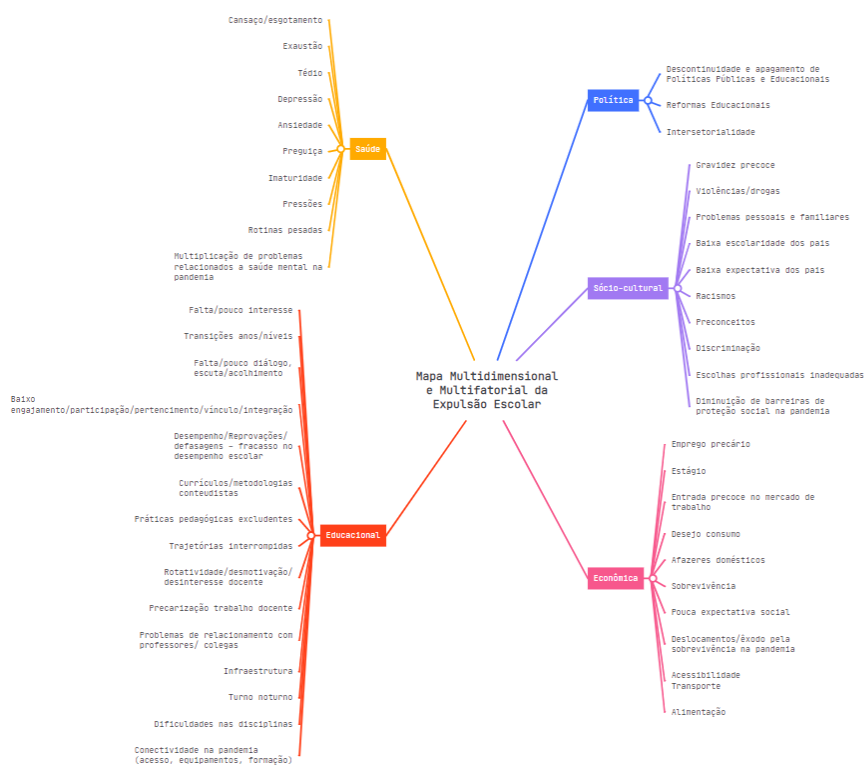 Mapa Multidimensional
e Multifatorial da
Expulsão Escolar
Saúde
Cansaço/esgotamento
Exaustão
Tédio
Depressão
Ansiedade
Preguiça
Imaturidade
Pressões
Rotinas pesadas
Multiplicação de problemas
relacionados a saúde mental na
pandemia
Educacional
Falta/pouco interesse
Transições anos/níveis
Falta/pouco diálogo,
escuta/acolhimento
Baixo
engajamento/participação/pertencimento/vínculo/integração
Desempenho/Reprovações/
defasagens – fracasso no
desempenho escolar
Currículos/metodologias
conteudistas
Práticas pedagógicas excludentes
Trajetórias interrompidas
Rotatividade/desmotivação/
desinteresse docente
Precarização trabalho docente
Problemas de relacionamento com
professores/ colegas
Infraestrutura
Turno noturno
Dificuldades nas disciplinas
Conectividade na pandemia
(acesso, equipamentos, formação)
Política
Descontinuidade e apagamento de
Políticas Públicas e Educacionais
Reformas Educacionais
Intersetorialidade
Sócio-cultural
Gravidez precoce
Violências/drogas
Problemas pessoais e familiares
Baixa escolaridade dos pais
Baixa expectativa dos pais
Racismos
Preconceitos
Discriminação
Escolhas profissionais inadequadas
Diminuição de barreiras de
proteção social na pandemia
Econômica
Emprego precário
Estágio
Entrada precoce no mercado de
trabalho
Desejo consumo
Afazeres domésticos
Sobrevivência
Pouca expectativa social
Deslocamentos/êxodo pela
sobrevivência na pandemia
Acessibilidade
Transporte
Alimentação